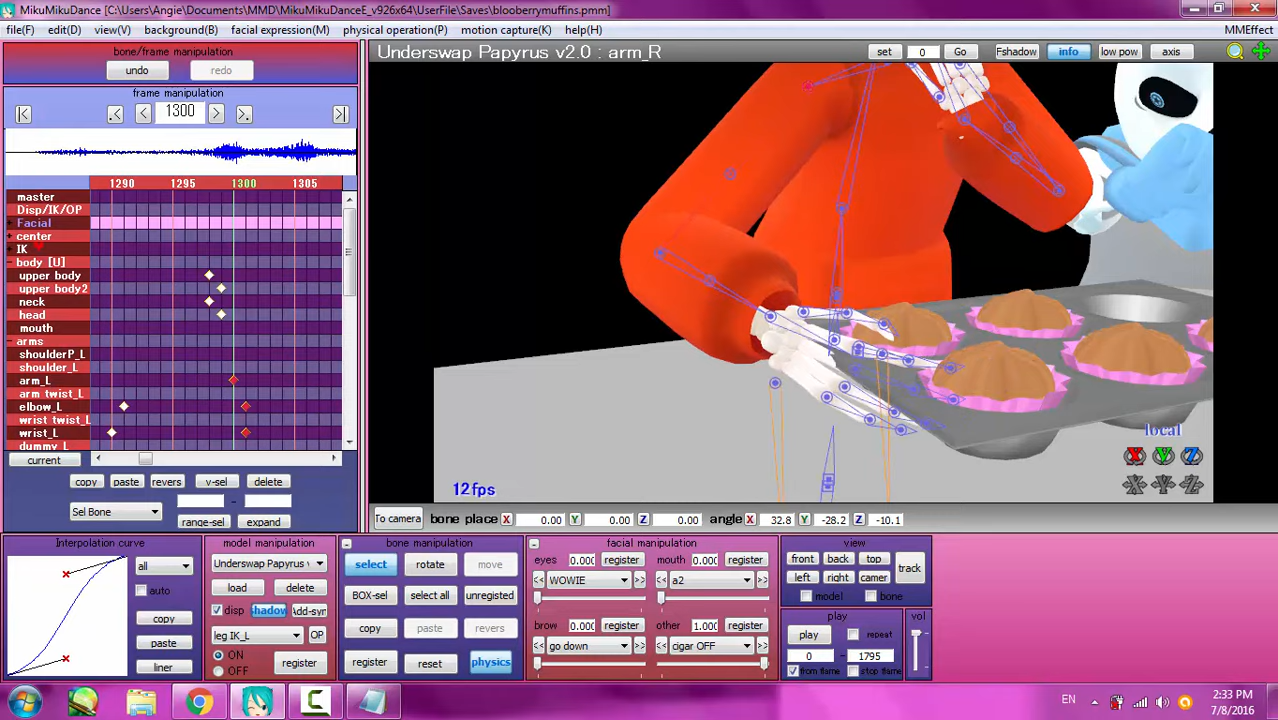 MikuMikuDance [C:\Users\Angie\Documents\MMD\MikuMikuDanceE_v926x64\UserFile\Saves\blooberrymuffins.pmm]
file(F) edit(D) view(V) background(B) facial expression(M) physical operation(P) motion capture(K) help(H) MMEffect
bone/frame manipulation
undo redo
frame manipulation
|< .< < 1300 > >. >|
Underswap Papyrus v2.0 : arm_R
set 0 Go Fshadow info low pow axis
1290 1295 1300 1305
master
Disp/IK/OP
Facial
center
IK
body [U]
upper body
upper body2
neck
head
mouth
arms
shoulderP_L
shoulder_L
arm_L
arm twist_L
elbow_L
wrist twist_L
wrist_L
dummy_L
current
copy paste revers v-sel delete
Sel Bone -
range-sel expand
local
X Y Z
12fps
To camera bone place X 0.00 Y 0.00 Z 0.00 angle X 32.8 Y -28.2 Z -10.1
Interpolation curve
all
auto
copy
paste
liner
model manipulation
Underswap Papyrus v
load delete
disp shadow Add-syn
leg IK_L OP
ON
OFF
register
bone manipulation
select rotate move
BOX-sel select all unregisted
copy paste revers
register reset physics
facial manipulation
eyes 0.000 register mouth 0.000 register
<< WOWIE >> << a2 >>
brow 0.000 register other 1.000 register
<< go down >> << cigar OFF >>
view
front back top
left right camer track
model bone
play
play repeat
0 - 1795
from flame stop flame
vol
EN
2:33 PM
7/8/2016